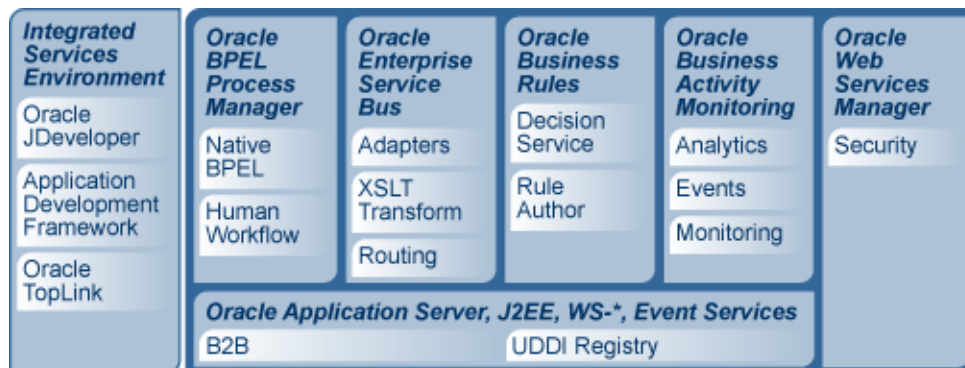 Integrated
Services
Environment
Oracle
JDeveloper
Application
Development
Framework
Oracle
TopLink
Oracle
BPEL
Process
Manager
Native
BPEL
Human
Workflow
Oracle
Enterprise
Service
Bus
Adapters
XSLT
Transform
Routing
Oracle
Business
Rules
Decision
Service
Rule
Author
Oracle
Business
Activity
Monitoring
Analytics
Events
Monitoring
Oracle
Web
Services
Manager
Security
Oracle Application Server, J2EE, WS-*, Event Services
B2B
UDDI Registry